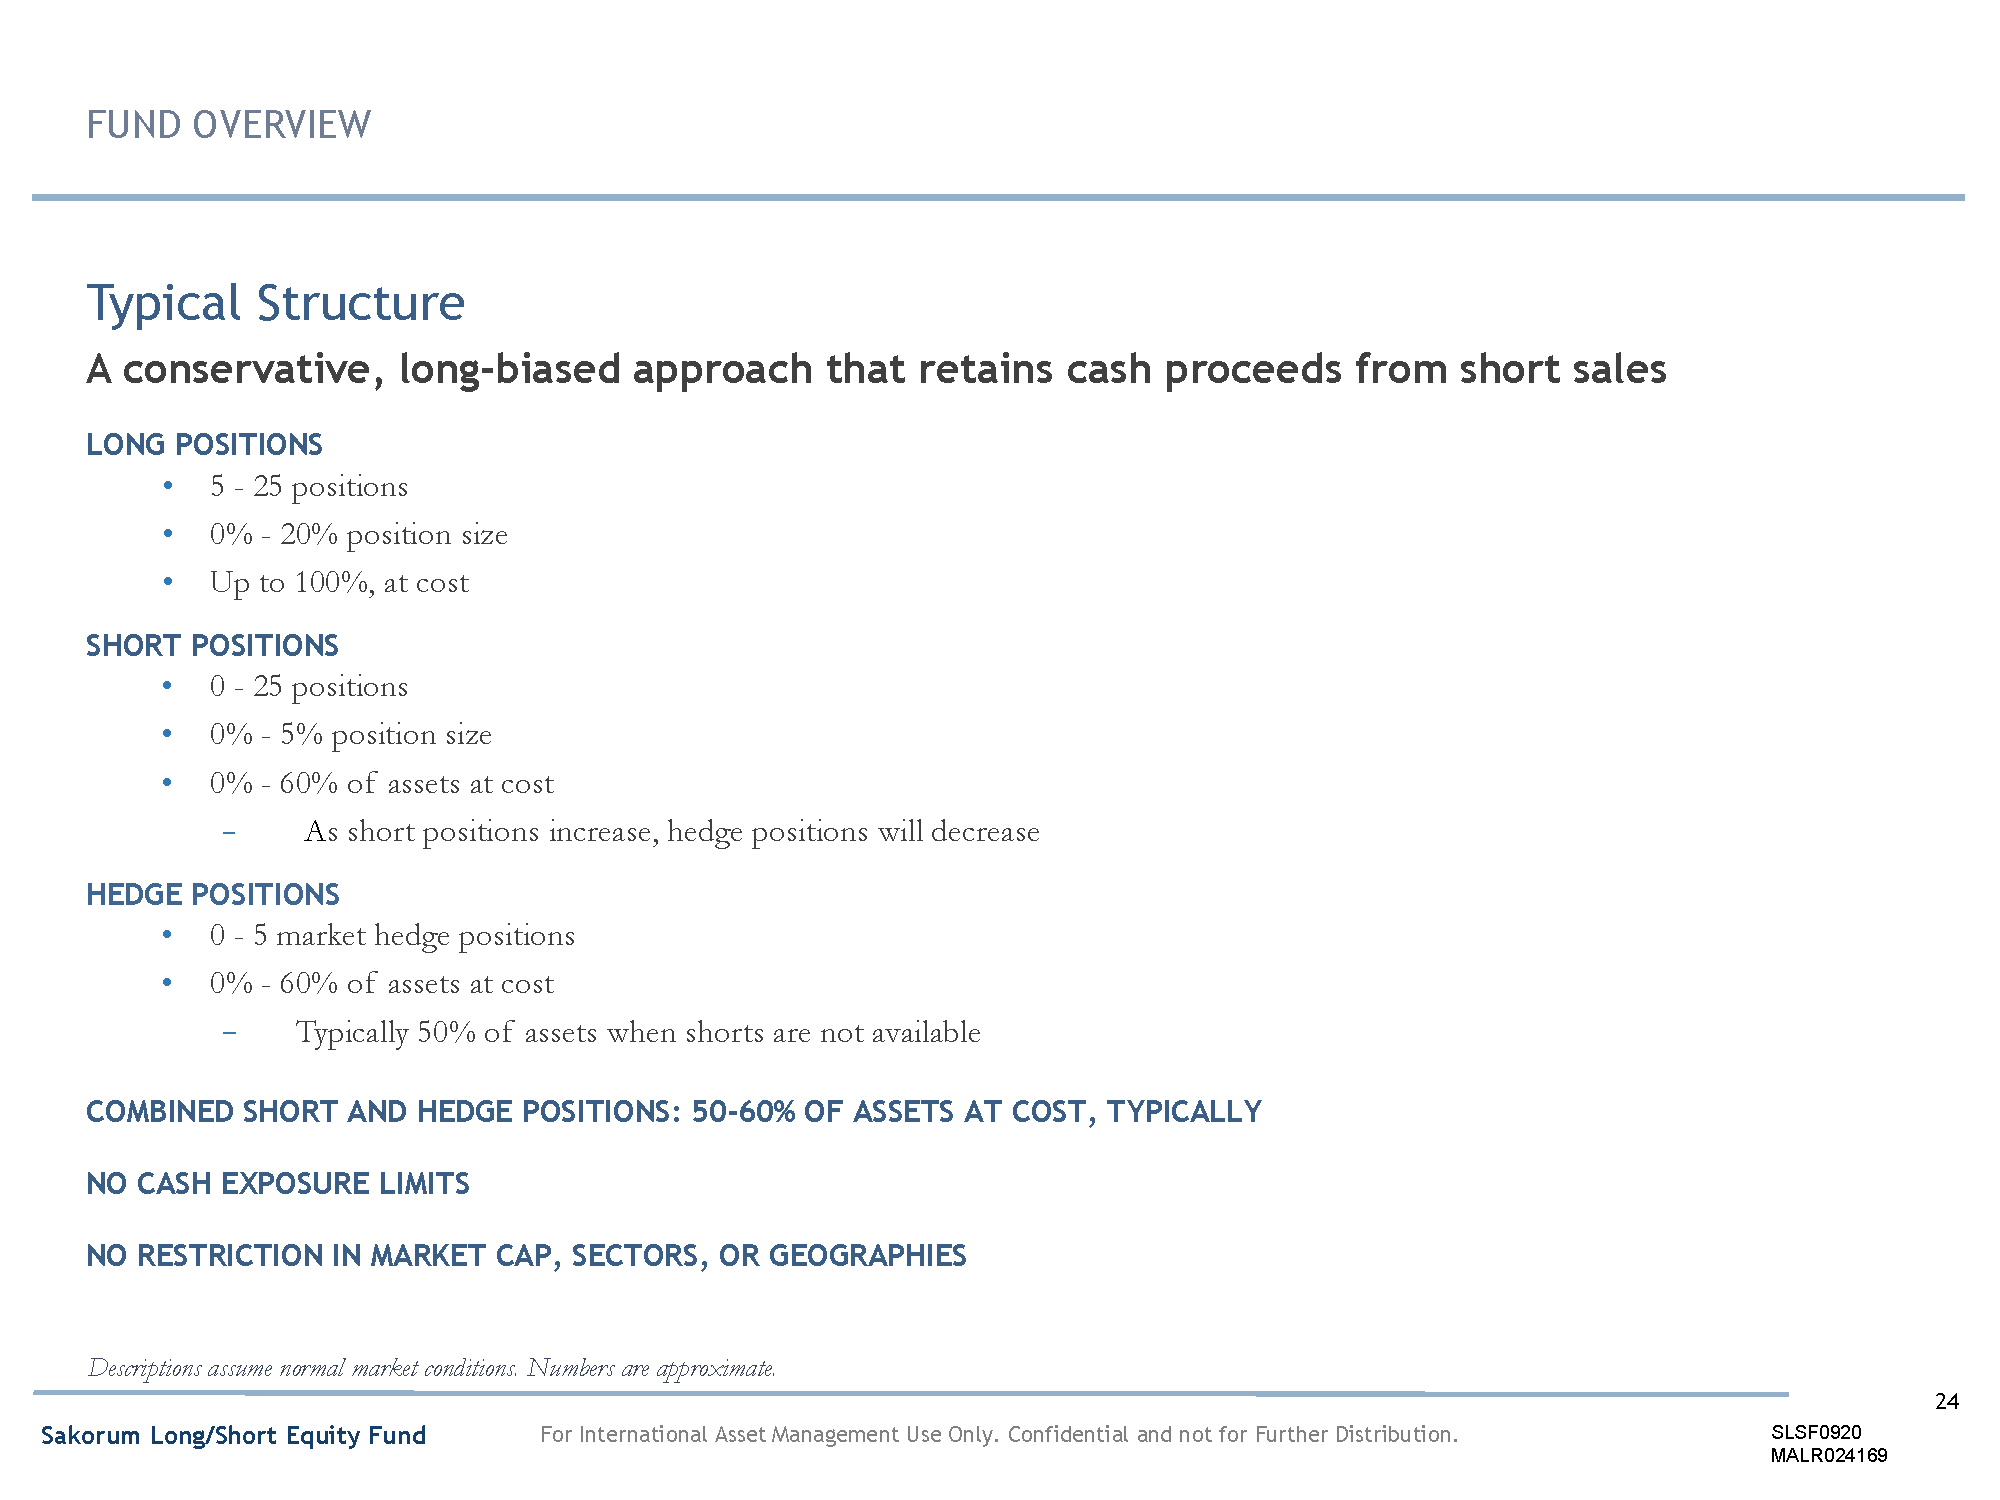 FUND OVERVIEW
Typical Structure
A conservative, long-biased approach that retains cash proceeds from short sales
LONG POSITIONS
• 5 - 25 positions
• 0% - 20% position size
• Up to 100%, at cost
SHORT POSITIONS
• 0 - 25 positions
• 0% - 5% position size
• 0% - 60% of assets at cost
– As short positions increase, hedge positions will decrease
HEDGE POSITIONS
• 0 - 5 market hedge positions
• 0% - 60% of assets at cost
– Typically 50% of assets when shorts are not available
COMBINED SHORT AND HEDGE POSITIONS: 50-60% OF ASSETS AT COST, TYPICALLY
NO CASH EXPOSURE LIMITS
NO RESTRICTION IN MARKET CAP, SECTORS, OR GEOGRAPHIES
Descriptions assume normal market conditions. Numbers are approximate.
24
Sakorum Long/Short Equity Fund
For International Asset Management Use Only. Confidential and not for Further Distribution.
SLSF0920
MALR024169